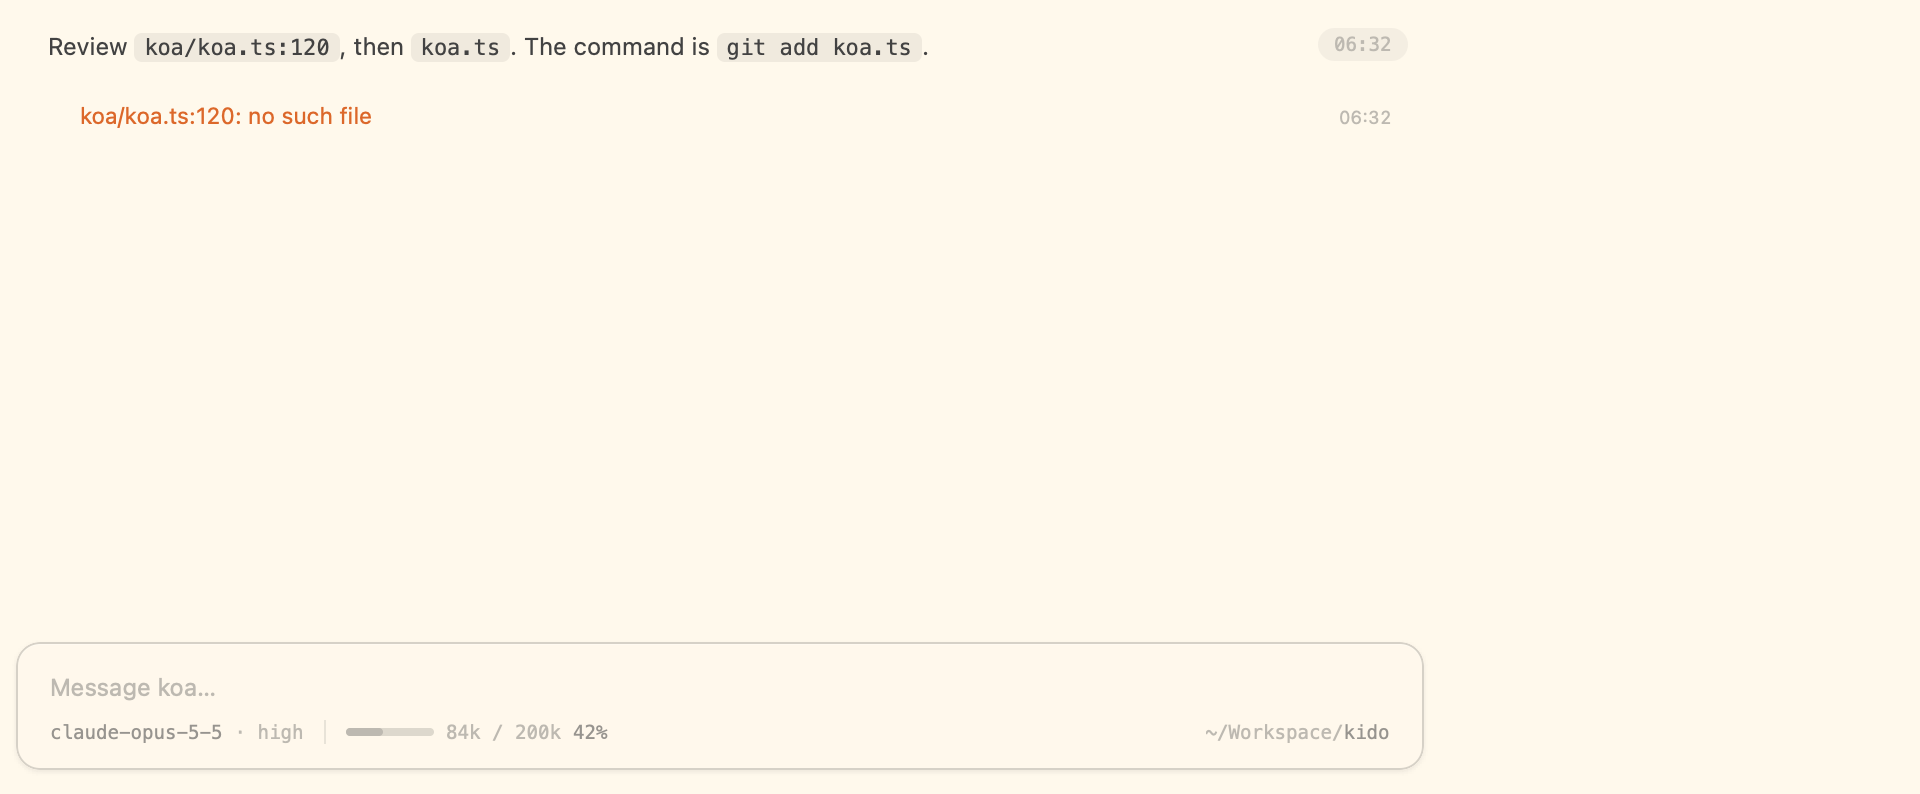 Review koa/koa.ts:120, then koa.ts. The command is git add koa.ts. 06:32
koa/koa.ts:120: no such file 06:32
Message koa...
claude-opus-5-5 · high 84k / 200k 42% ~/Workspace/kido